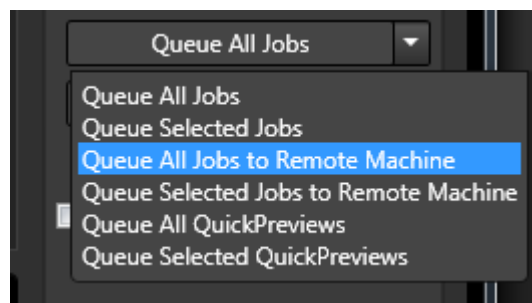 Queue All Jobs
Queue All Jobs
Queue Selected Jobs
Queue All Jobs to Remote Machine
Queue Selected Jobs to Remote Machine
Queue All QuickPreviews
Queue Selected QuickPreviews